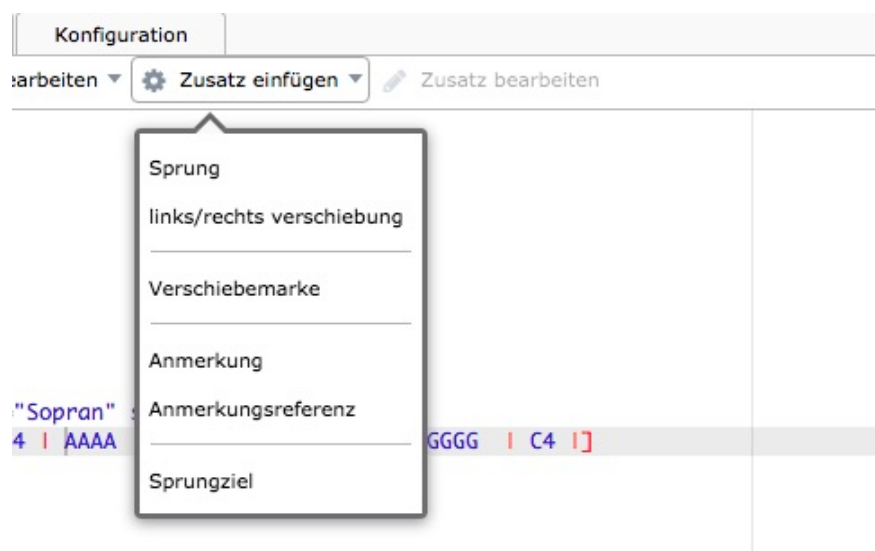 Konfiguration
earbeiten Zusatz einfügen Zusatz bearbeiten
Sprung
links/rechts verschiebung
Verschiebemarke
Anmerkung
Anmerkungsreferenz
Sprungziel
"Sopran"
4 | AAAA GGGG | C4 |]